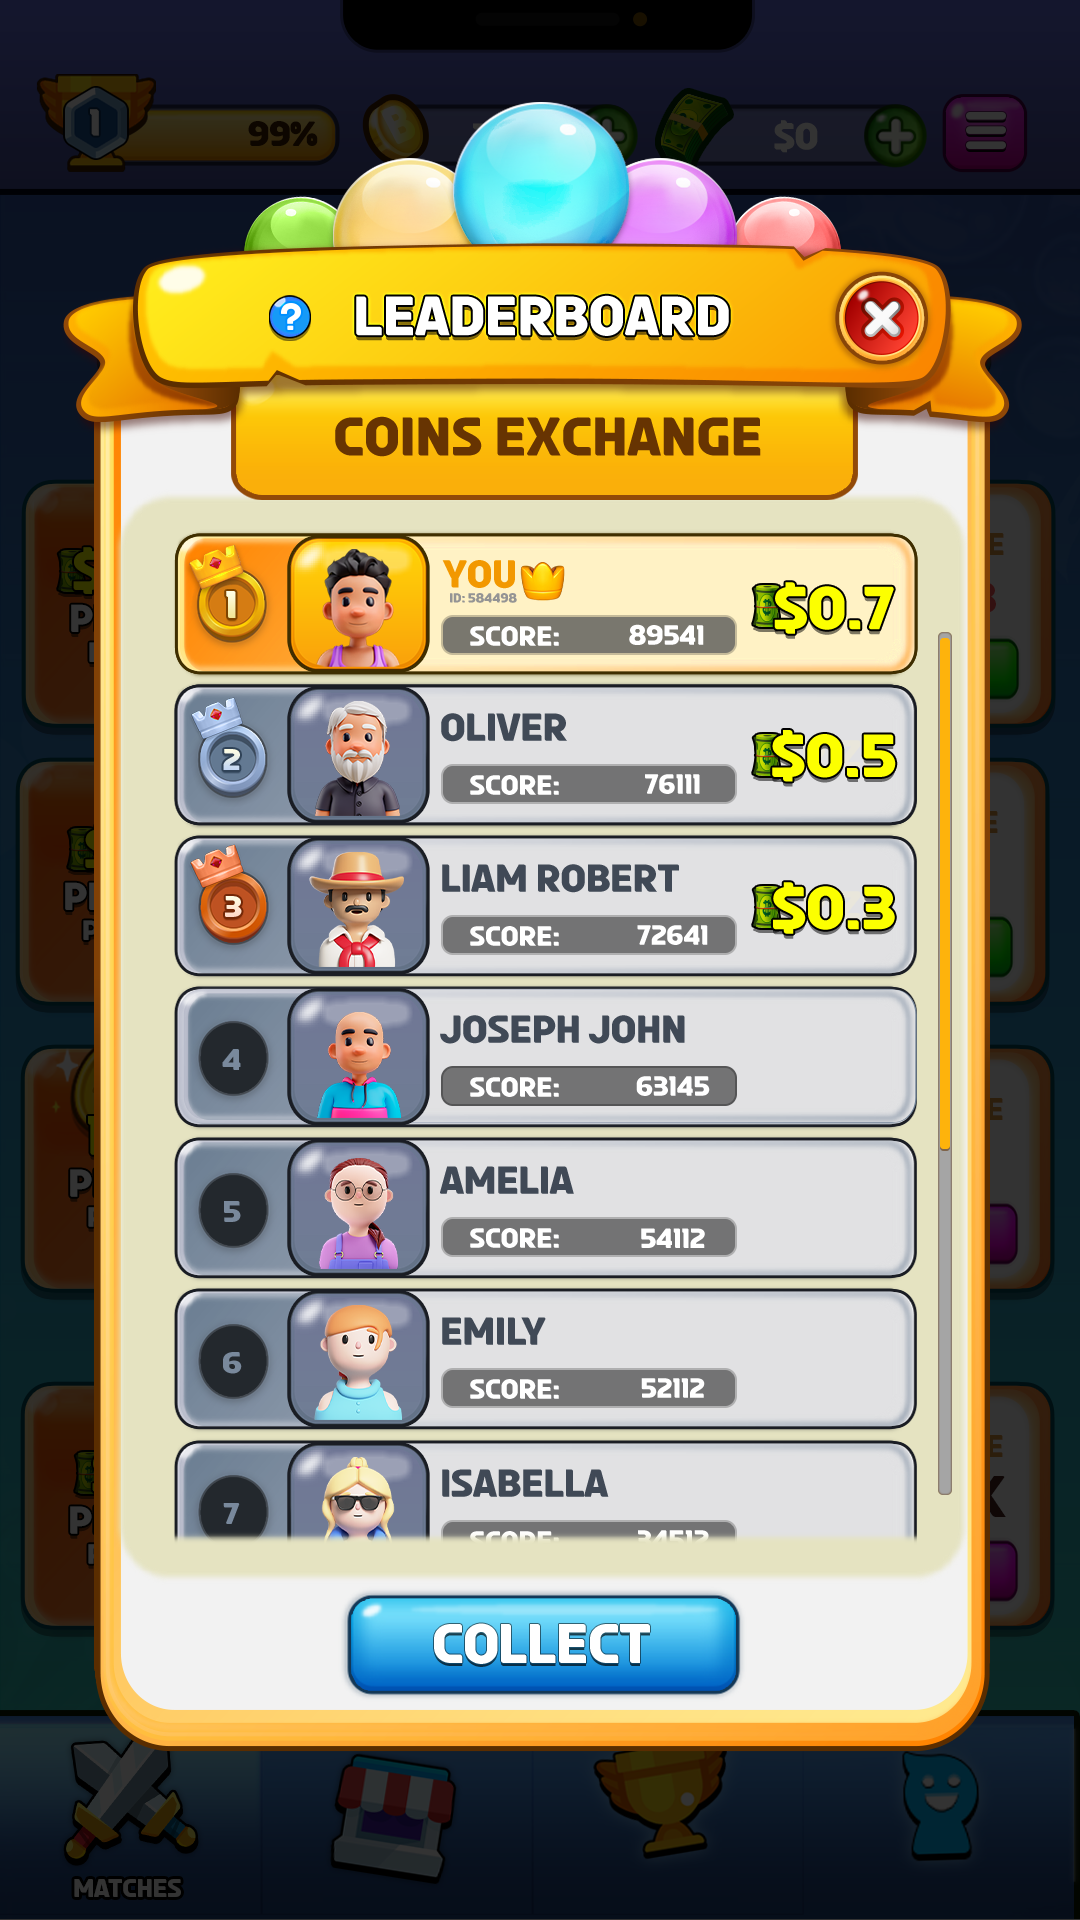 1
99%
$0
LEADERBOARD
COINS EXCHANGE
1
YOU
ID: 584498
SCORE: 89541
$0.7
2
OLIVER
SCORE: 76111
$0.5
3
LIAM ROBERT
SCORE: 72641
$0.3
4
JOSEPH JOHN
SCORE: 63145
5
AMELIA
SCORE: 54112
6
EMILY
SCORE: 52112
7
ISABELLA
SCORE: 34512
COLLECT
MATCHES